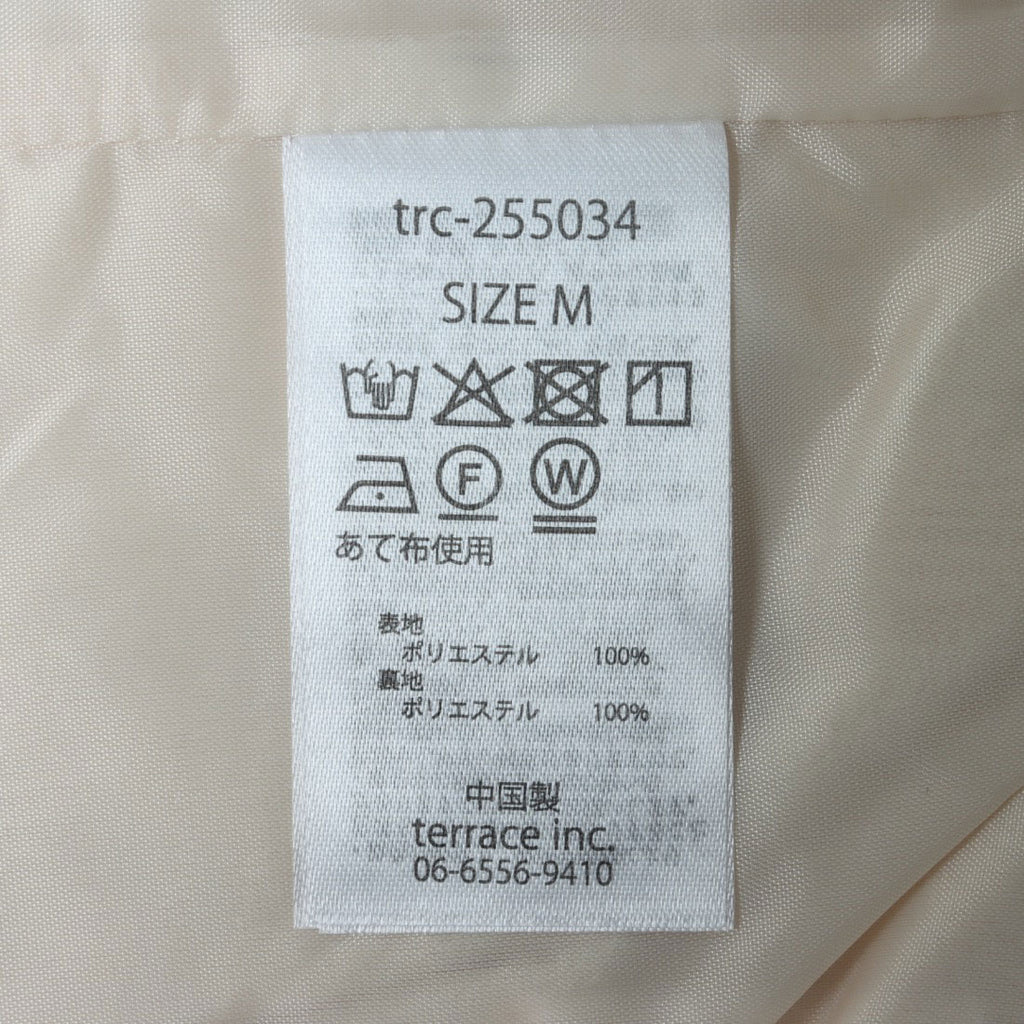 trc-255034
SIZE M
F W
あて布使用
表地
ポリエステル 100%
裏地
ポリエステル 100%
中国製
terrace inc.
06-6556-9410